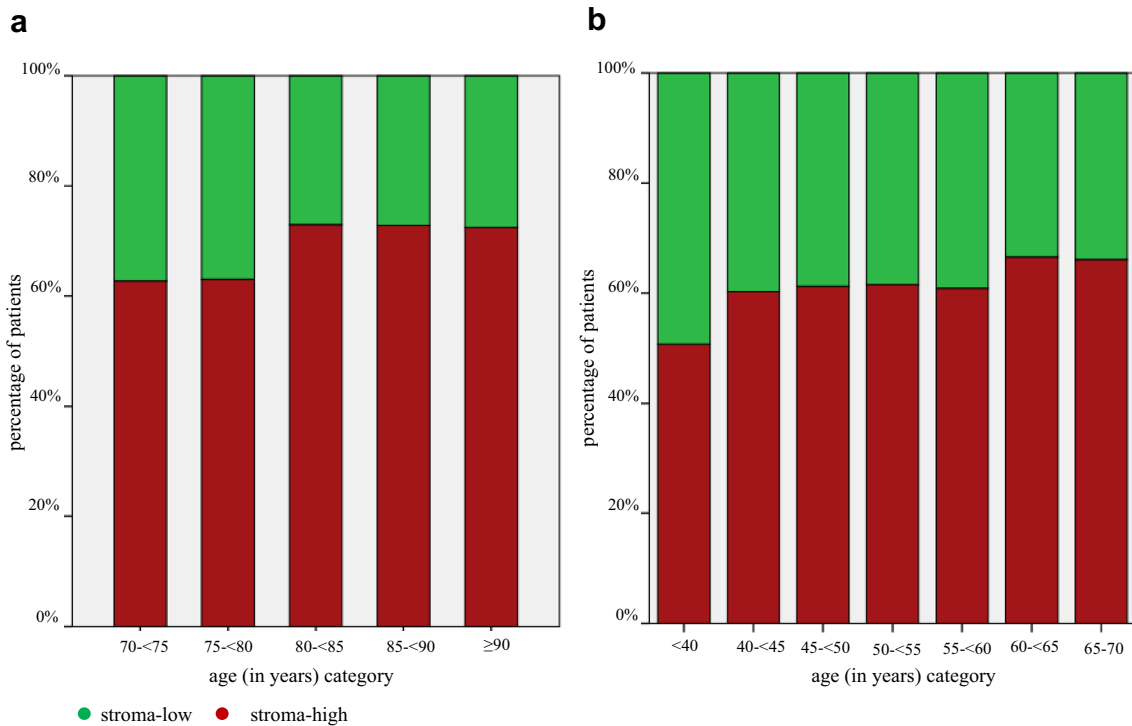 a
100%
80%
60%
40%
20%
0%
percentage of patients
70-<75 75-<80 80-<85 85-<90 ≥90
age (in years) category
stroma-low stroma-high
b
100%
80%
60%
40%
20%
0%
percentage of patients
<40 40-<45 45-<50 50-<55 55-<60 60-<65 65-70
age (in years) category